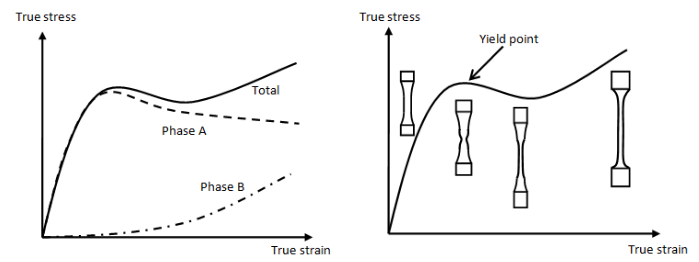 True stress
Total
Phase A
Phase B
True strain
True stress
Yield point
True strain